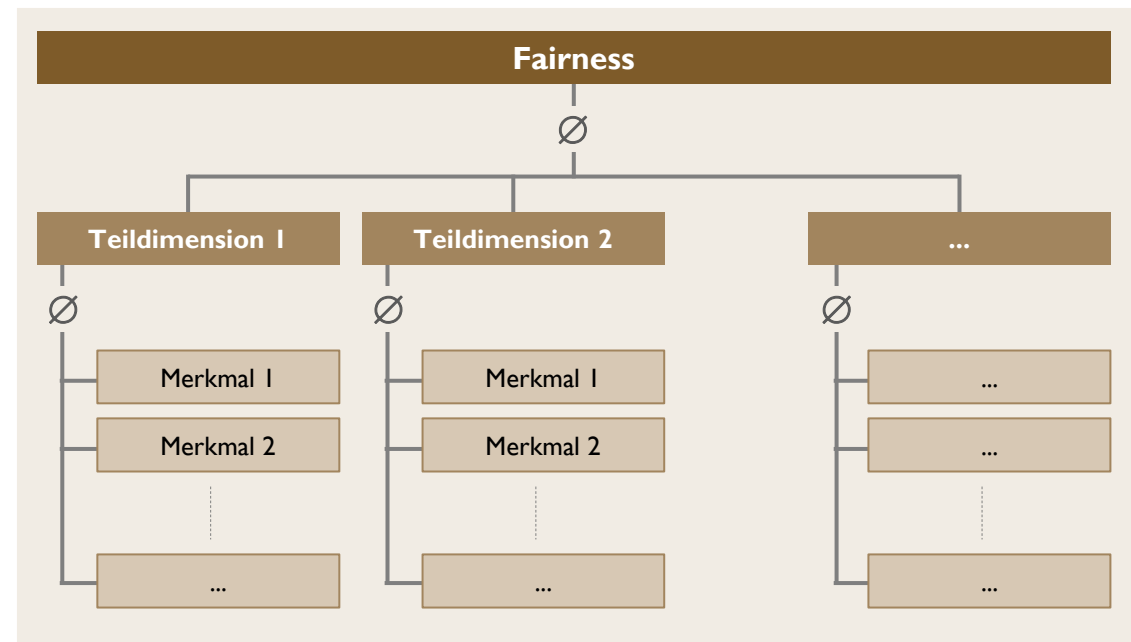 Fairness
Ø
Teildimension 1
Teildimension 2
...
Ø
Ø
Ø
Merkmal 1
Merkmal 1
...
Merkmal 2
Merkmal 2
...
...
...
...